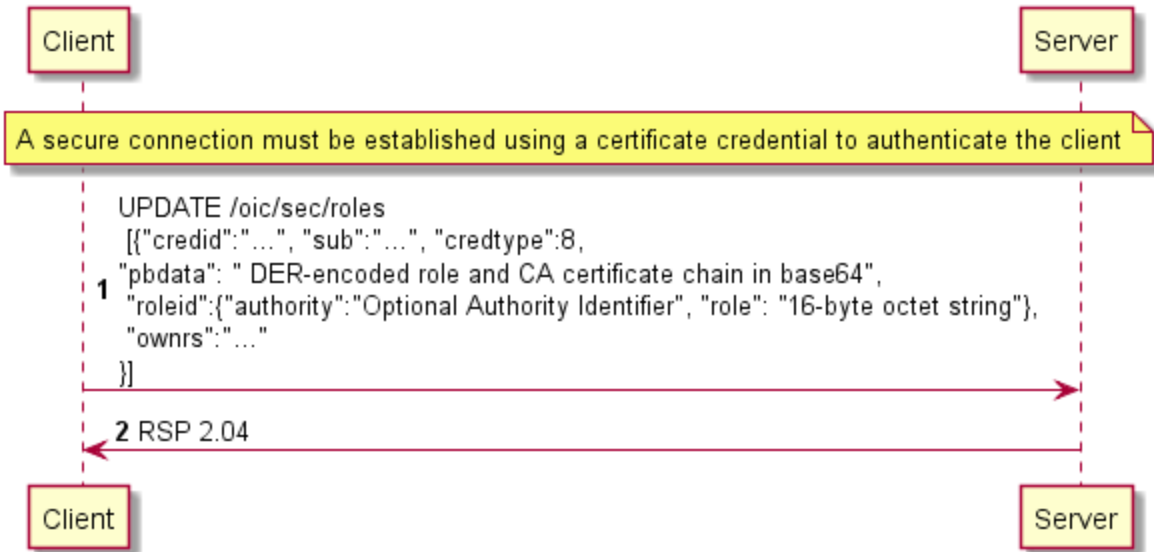 Client
Server
A secure connection must be established using a certificate credential to authenticate the client
UPDATE /oic/sec/roles
[{"credid":"...", "sub":"...", "credtype":8,
"pbdata": " DER-encoded role and CA certificate chain in base64",
1
"roleid":{"authority":"Optional Authority Identifier", "role": "16-byte octet string"},
"ownrs":"..."
}]
2 RSP 2.04
Client
Server